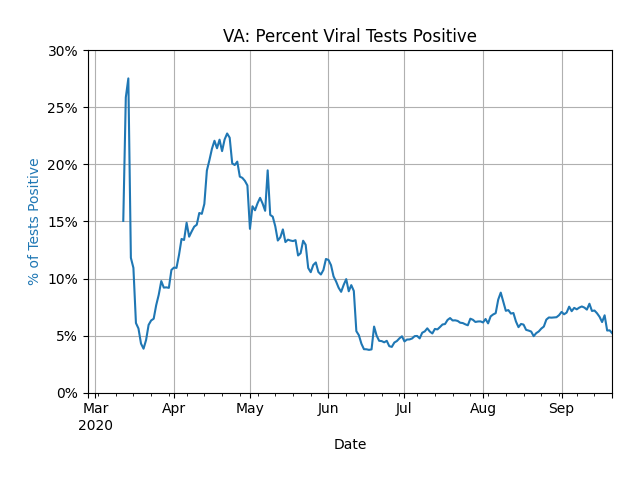 VA: Percent Viral Tests Positive
% of Tests Positive
30%
25%
20%
15%
10%
5%
0%
Mar Apr May Jun Jul Aug Sep
2020
Date